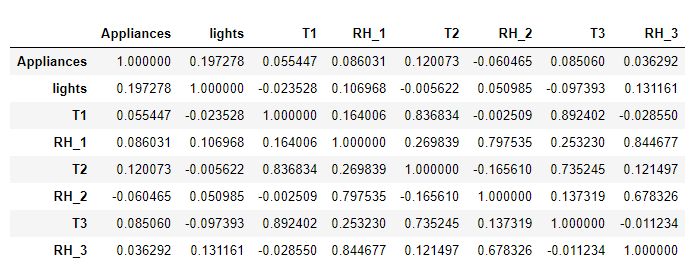 Appliances lights T1 RH_1 T2 RH_2 T3 RH_3
Appliances 1.000000 0.197278 0.055447 0.086031 0.120073 -0.060465 0.085060 0.036292
lights 0.197278 1.000000 -0.023528 0.106968 -0.005622 0.050985 -0.097393 0.131161
T1 0.055447 -0.023528 1.000000 0.164006 0.836834 -0.002509 0.892402 -0.028550
RH_1 0.086031 0.106968 0.164006 1.000000 0.269839 0.797535 0.253230 0.844677
T2 0.120073 -0.005622 0.836834 0.269839 1.000000 -0.165610 0.735245 0.121497
RH_2 -0.060465 0.050985 -0.002509 0.797535 -0.165610 1.000000 0.137319 0.678326
T3 0.085060 -0.097393 0.892402 0.253230 0.735245 0.137319 1.000000 -0.011234
RH_3 0.036292 0.131161 -0.028550 0.844677 0.121497 0.678326 -0.011234 1.000000